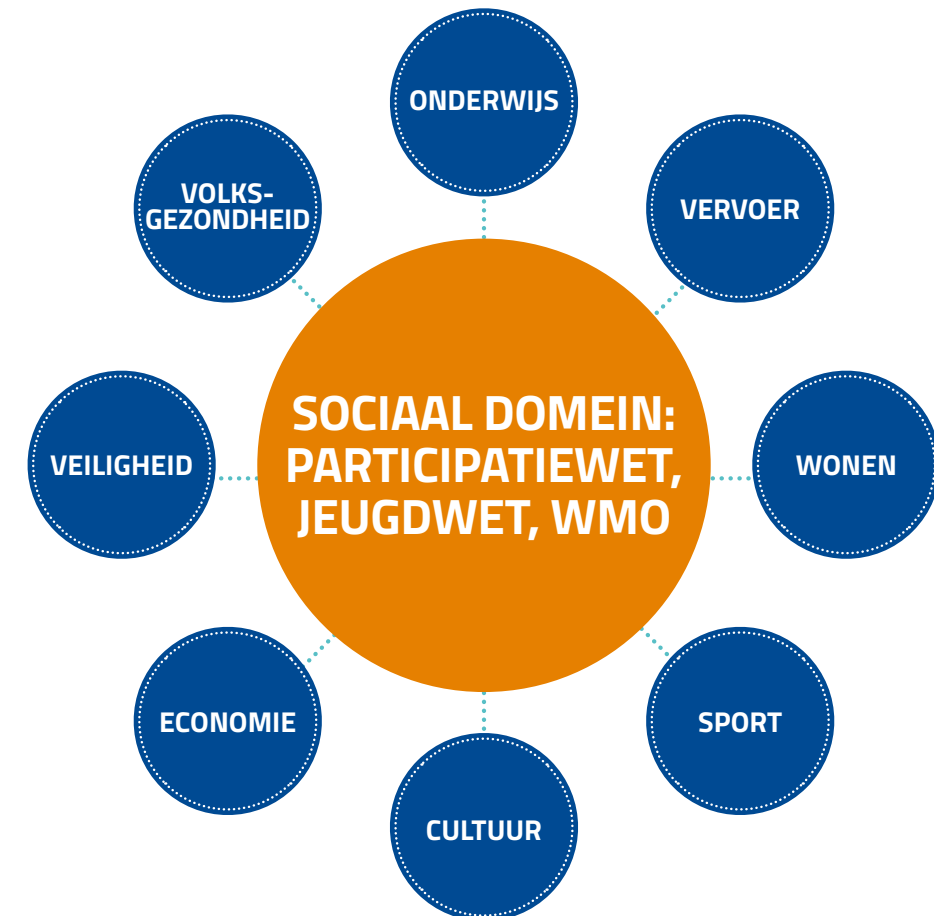 ONDERWIJS
VOLKS-
GEZONDHEID
VERVOER
SOCIAAL DOMEIN:
PARTICIPATIEWET,
JEUGDWET, WMO
VEILIGHEID
WONEN
ECONOMIE
SPORT
CULTUUR